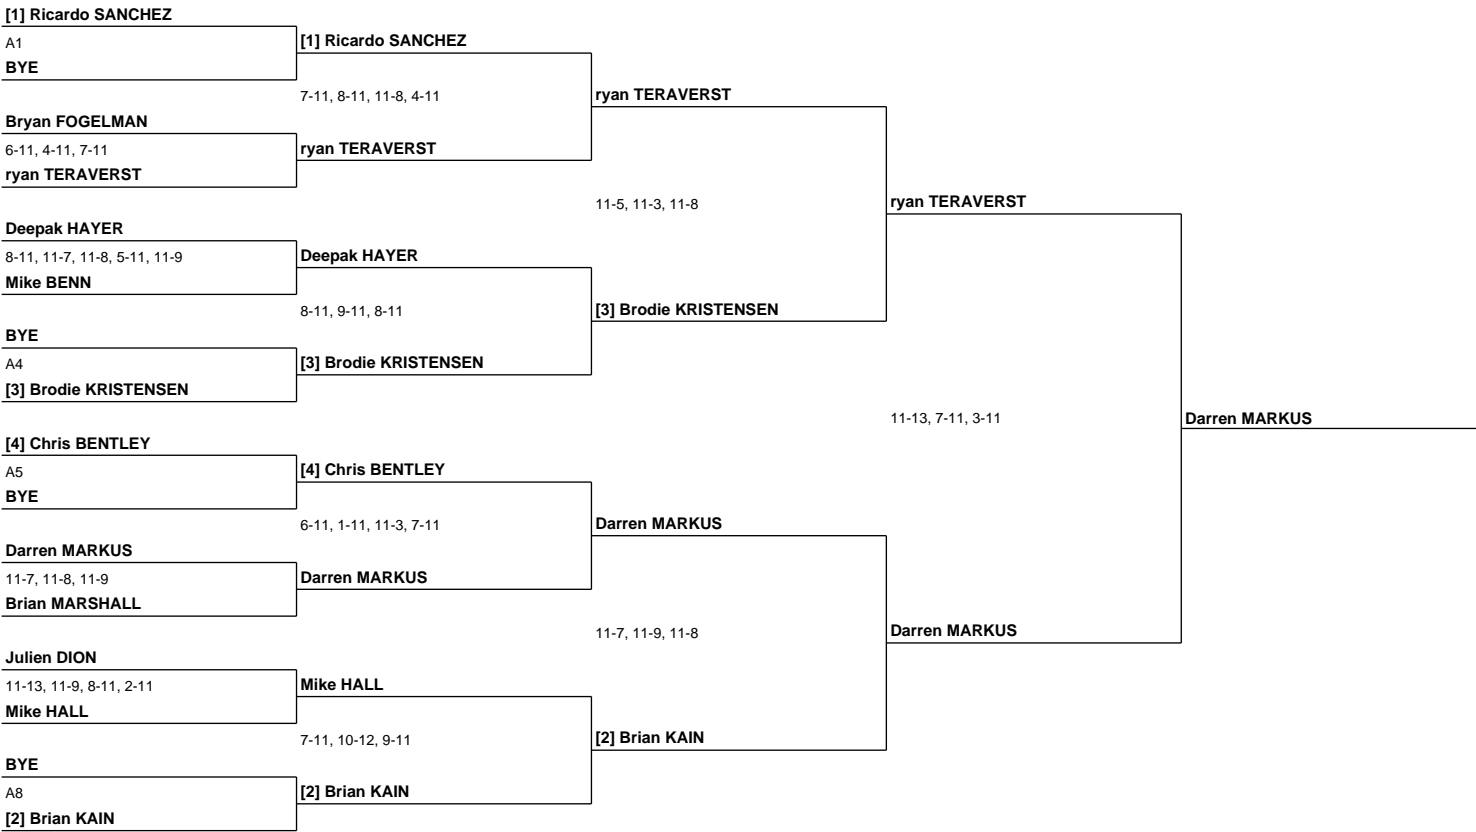 [1] Ricardo SANCHEZ
A1
BYE
Bryan FOGELMAN
6-11, 4-11, 7-11
ryan TERAVERST
Deepak HAYER
8-11, 11-7, 11-8, 5-11, 11-9
Mike BENN
BYE
A4
[3] Brodie KRISTENSEN
[4] Chris BENTLEY
A5
BYE
Darren MARKUS
11-7, 11-8, 11-9
Brian MARSHALL
Julien DION
11-13, 11-9, 8-11, 2-11
Mike HALL
BYE
A8
[2] Brian KAIN
[1] Ricardo SANCHEZ
7-11, 8-11, 11-8, 4-11
ryan TERAVERST
Deepak HAYER
8-11, 9-11, 8-11
[3] Brodie KRISTENSEN
[4] Chris BENTLEY
6-11, 1-11, 11-3, 7-11
Darren MARKUS
Mike HALL
7-11, 10-12, 9-11
[2] Brian KAIN
ryan TERAVERST
11-5, 11-3, 11-8
[3] Brodie KRISTENSEN
Darren MARKUS
11-7, 11-9, 11-8
[2] Brian KAIN
ryan TERAVERST
11-13, 7-11, 3-11
Darren MARKUS
Darren MARKUS